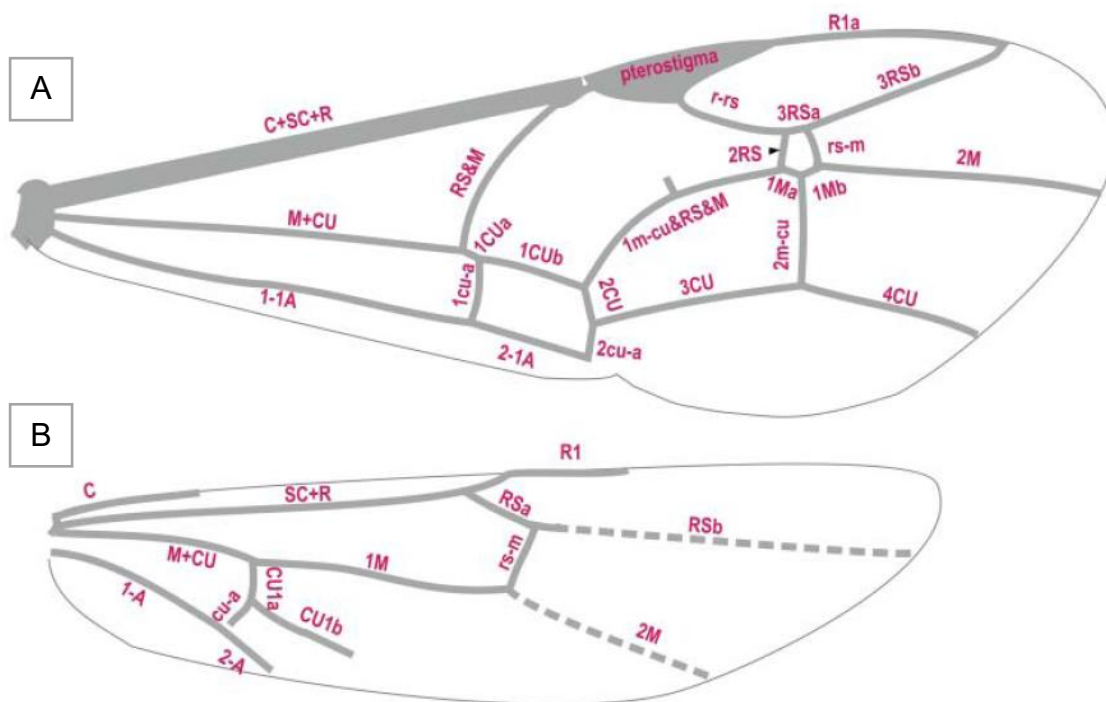 A
C+SC+R
pterostigma
R1a
r-rs
3RSa
3RSb
RS&M
2RS
rs-m
2M
M+CU
1CUa
1CUb
1m-cu&RS&M
1Ma
1Mb
2m-cu
1cu-a
2CU
3CU
4CU
1-1A
2-1A
2cu-a
B
C
SC+R
R1
RSa
RSb
M+CU
CU1a
1M
rs-m
1-A
cu-a
CU1b
2-A
2M